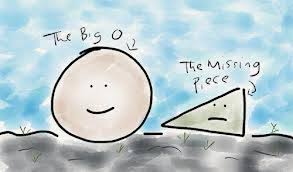 The Big O
The Missing
Piece